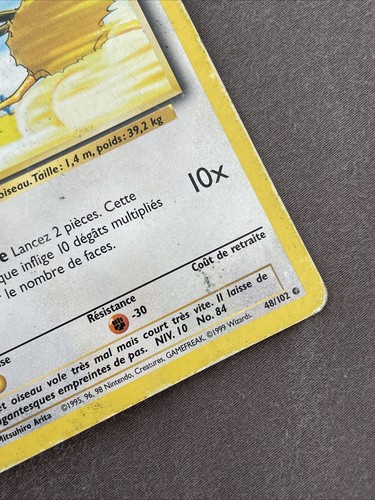 oiseau. Taille : 1,4 m, poids : 39,2 kg
Lancez 2 pièces. Cette
que inflige 10 dégâts multipliés
le nombre de faces.
10x
Résistance
Coût de retraite
-30
et oiseau vole très mal mais court très vite. Il laisse de
gigantesques empreintes de pas. NIV. 10 No. 84
Mitsuhiro Arita
©1995, 96, 98 Nintendo, Creatures, GAMEFREAK. ©1999 Wizards.
48/102